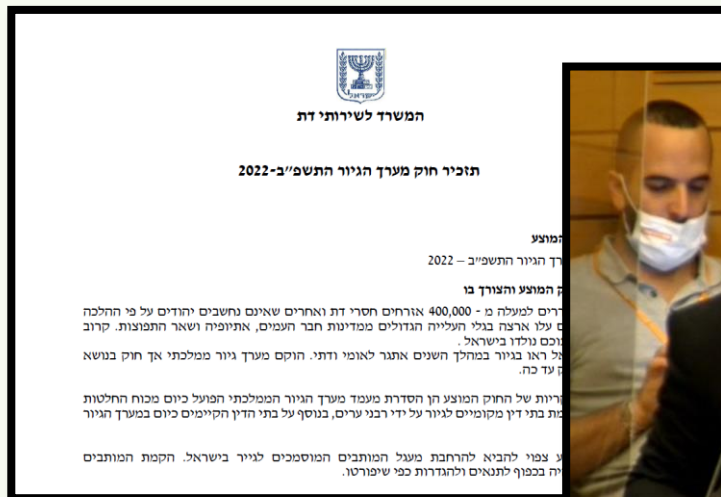 המשרד לשירותי דת
תזכיר חוק מערך הגיור התשפ״ב-2022
המוצע
רך הגיור התשפ״ב – 2022
ק המוצע והצורך בו
ררים למעלה מ - 400,000 אזרחים חסרי דת ואחרים שאינם נחשבים יהודים על פי ההלכה
ם עלו ארצה בגלי העלייה הגדולים ממדינות חבר העמים, אתיופיה ושאר התפוצות. קרוב
וכם נולדו בישראל .
אל ראו בגיור במהלך השנים אתגר לאומי ודתי. הוקם מערך גיור ממלכתי אך חוק בנושא
ק עד כה.
קריות של החוק המוצע הן הסדרת מעמד מערך הגיור הממלכתי הפועל כיום מכוח החלטות
מת בתי דין מקומיים לגיור על ידי רבני ערים, בנוסף על בתי הדין הקיימים כיום במערך הגיור
ע צפוי להביא להרחבת מעגל המותבים המוסמכים לגייר בישראל. הקמת המותבים
יה בכפוף לתנאים ולהגדרות כפי שיפורטו.